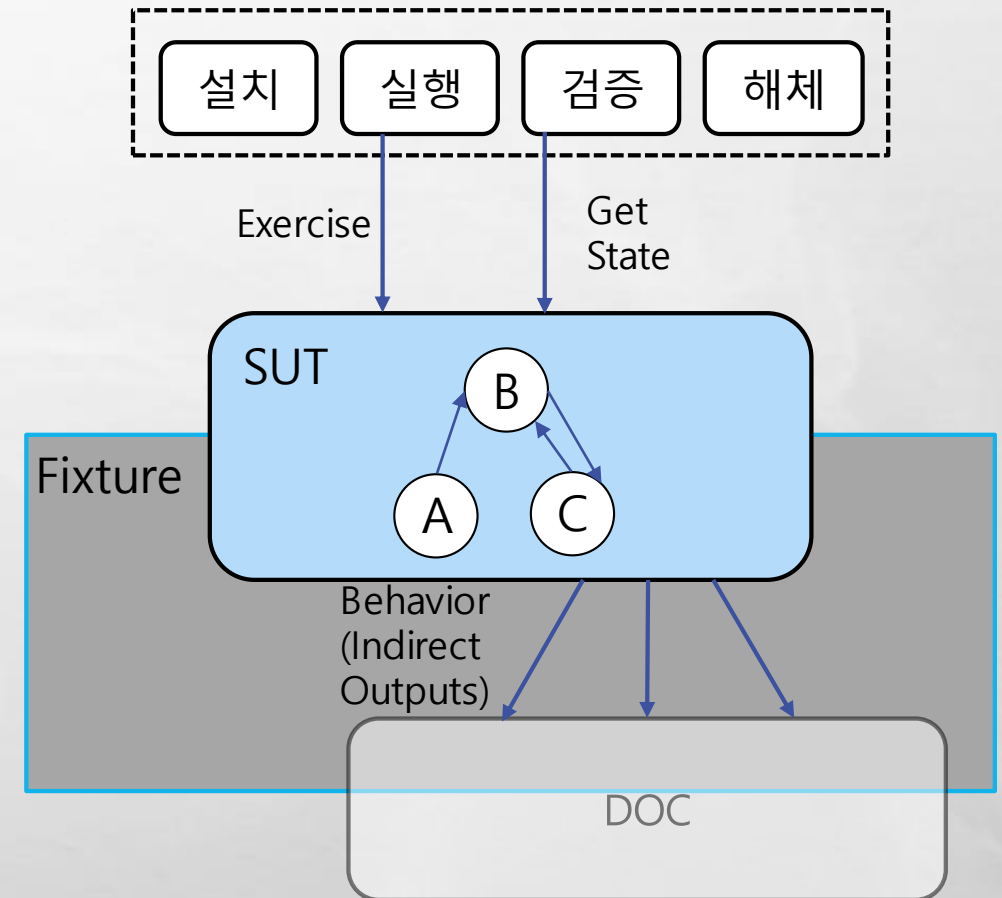 설치 실행 검증 해체
Exercise
Get
State
SUT
B
A C
Fixture
Behavior
(Indirect
Outputs)
DOC